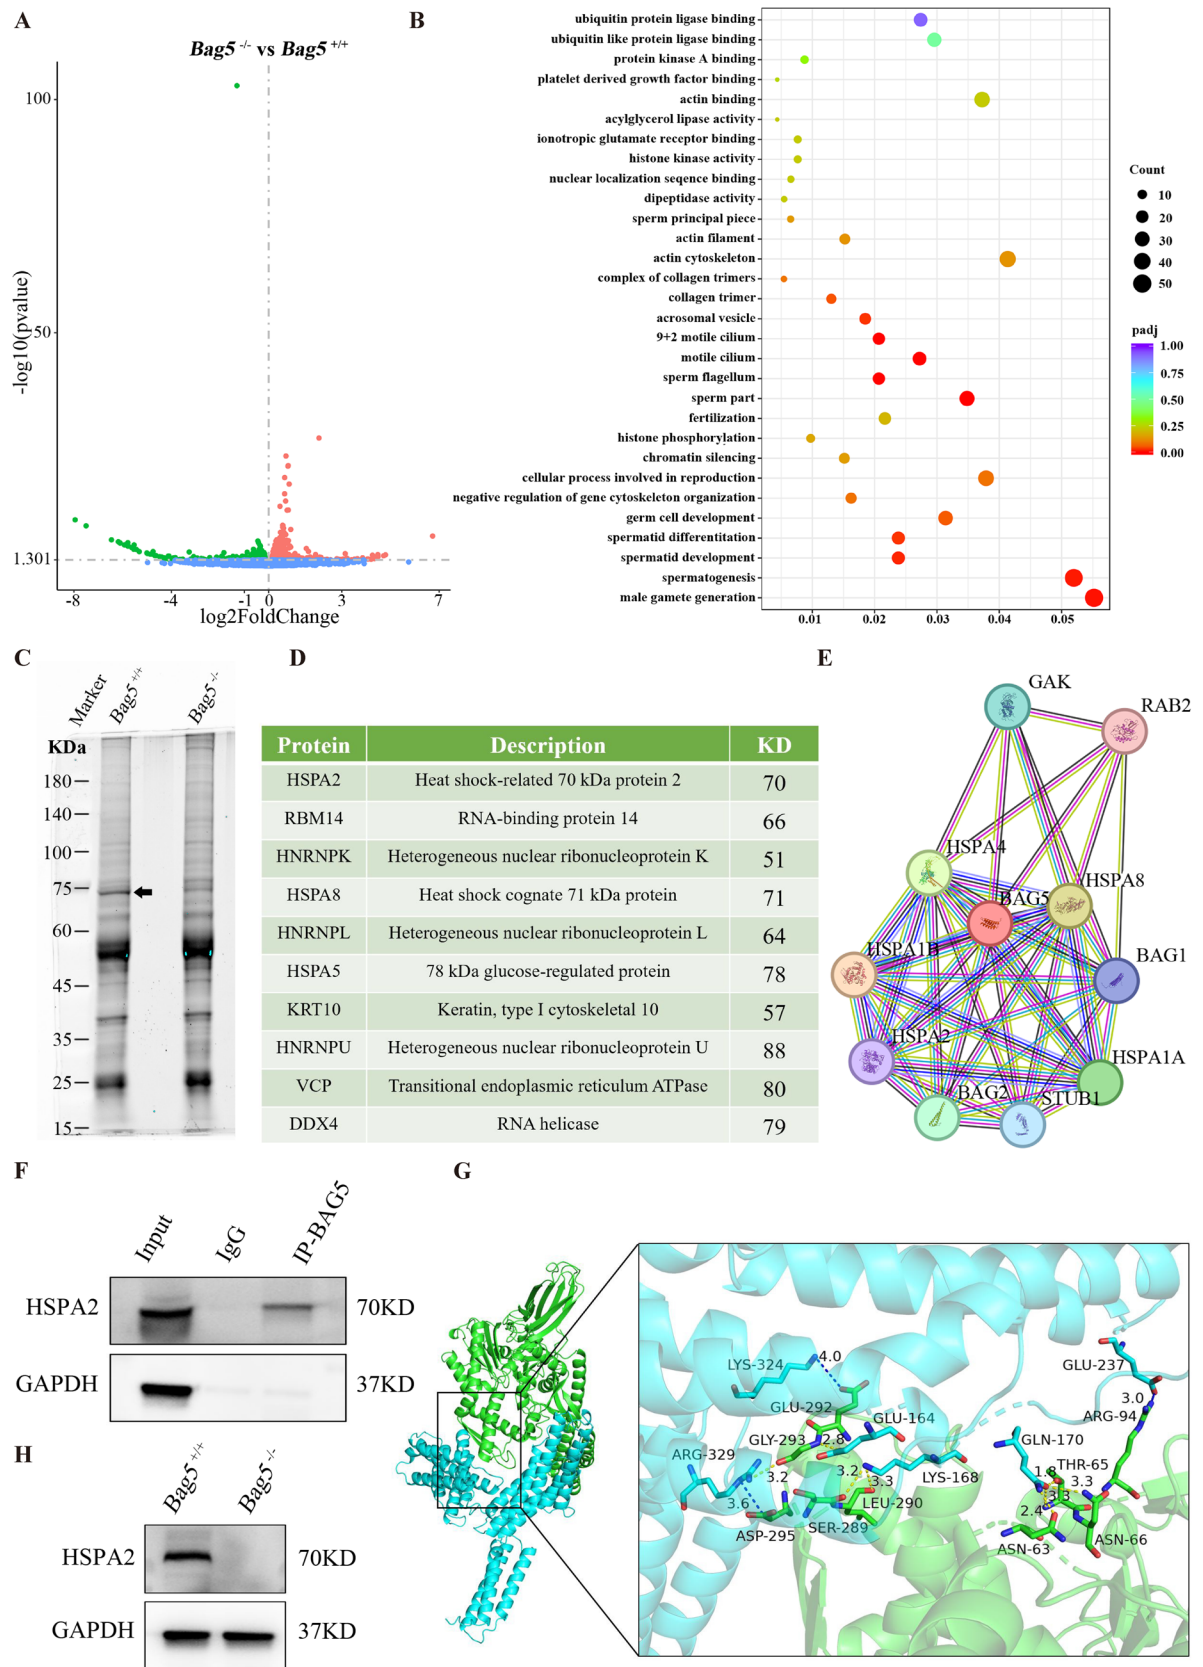 A
Bag5 -/- vs Bag5 +/+
-log10(pvalue)
100
50
1.301
-8
-4
-1
0
3
7
log2FoldChange
B
ubiquitin protein ligase binding
ubiquitin like protein ligase binding
protein kinase A binding
platelet derived growth factor binding
actin binding
acylglycerol lipase activity
ionotropic glutamate receptor binding
histone kinase activity
nuclear localization seqence binding
dipeptidase activity
sperm principal piece
actin filament
actin cytoskeleton
complex of collagen trimers
collagen trimer
acrosomal vesicle
9+2 motile cilium
motile cilium
sperm flagellum
sperm part
fertilization
histone phosphorylation
chromatin silencing
cellular process involved in reproduction
negative regulation of gene cytoskeleton organization
germ cell development
spermatid differentitation
spermatid development
spermatogenesis
male gamete generation
0.01
0.02
0.03
0.04
0.05
Count
10
20
30
40
50
padj
1.00
0.75
0.50
0.25
0.00
C
Marker
Bag5 +/+
Bag5 -/-
KDa
180
140
100
75
60
45
35
25
15
D
Protein Description KD
HSPA2 Heat shock-related 70 kDa protein 2 70
RBM14 RNA-binding protein 14 66
HNRNPK Heterogeneous nuclear ribonucleoprotein K 51
HSPA8 Heat shock cognate 71 kDa protein 71
HNRNPL Heterogeneous nuclear ribonucleoprotein L 64
HSPA5 78 kDa glucose-regulated protein 78
KRT10 Keratin, type I cytoskeletal 10 57
HNRNPU Heterogeneous nuclear ribonucleoprotein U 88
VCP Transitional endoplasmic reticulum ATPase 80
DDX4 RNA helicase 79
E
GAK
RAB2
HSPA4
HSPA8
BAG5
HSPA1B
BAG1
HSPA2
HSPA1A
BAG2
STUB1
F
Input
IgG
IP-BAG5
HSPA2
70KD
GAPDH
37KD
G
LYS-324
4.0
GLU-237
3.0
GLU-292
GLU-164
ARG-94
GLY-293
2.8
GLN-170
ARG-329
THR-65
3.2
3.2
3.3
LYS-168
1.8
3.3
3.3
3.6
LEU-290
2.4
ASP-295
SER-289
ASN-63
ASN-66
H
Bag5 +/+
Bag5 -/-
HSPA2
70KD
GAPDH
37KD